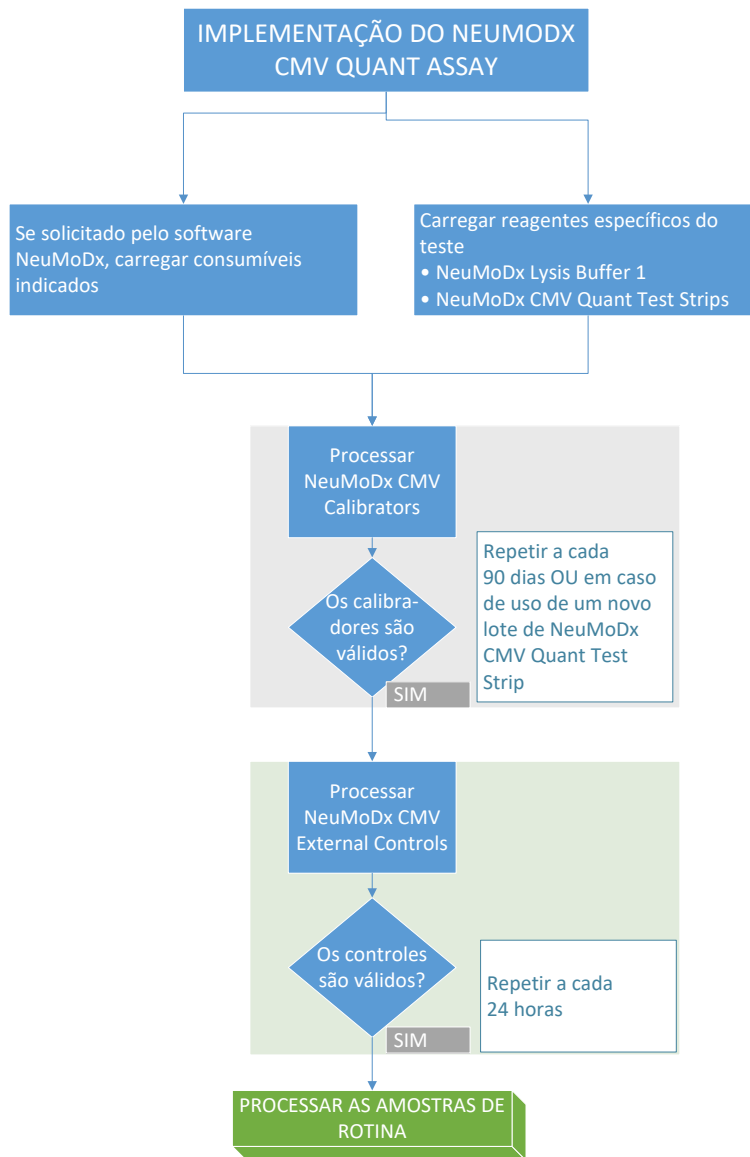 IMPLEMENTAÇÃO DO NEUMODX
CMV QUANT ASSAY
Se solicitado pelo software
NeuMoDx, carregar consumíveis
indicados
Carregar reagentes específicos do
teste
• NeuMoDx Lysis Buffer 1
• NeuMoDx CMV Quant Test Strips
Processar
NeuMoDx CMV
Calibrators
Os calibra-
dores são
válidos?
SIM
Repetir a cada
90 dias OU em caso
de uso de um novo
lote de NeuMoDx
CMV Quant Test
Strip
Processar
NeuMoDx CMV
External Controls
Os controles
são válidos?
SIM
Repetir a cada
24 horas
PROCESSAR AS AMOSTRAS DE
ROTINA